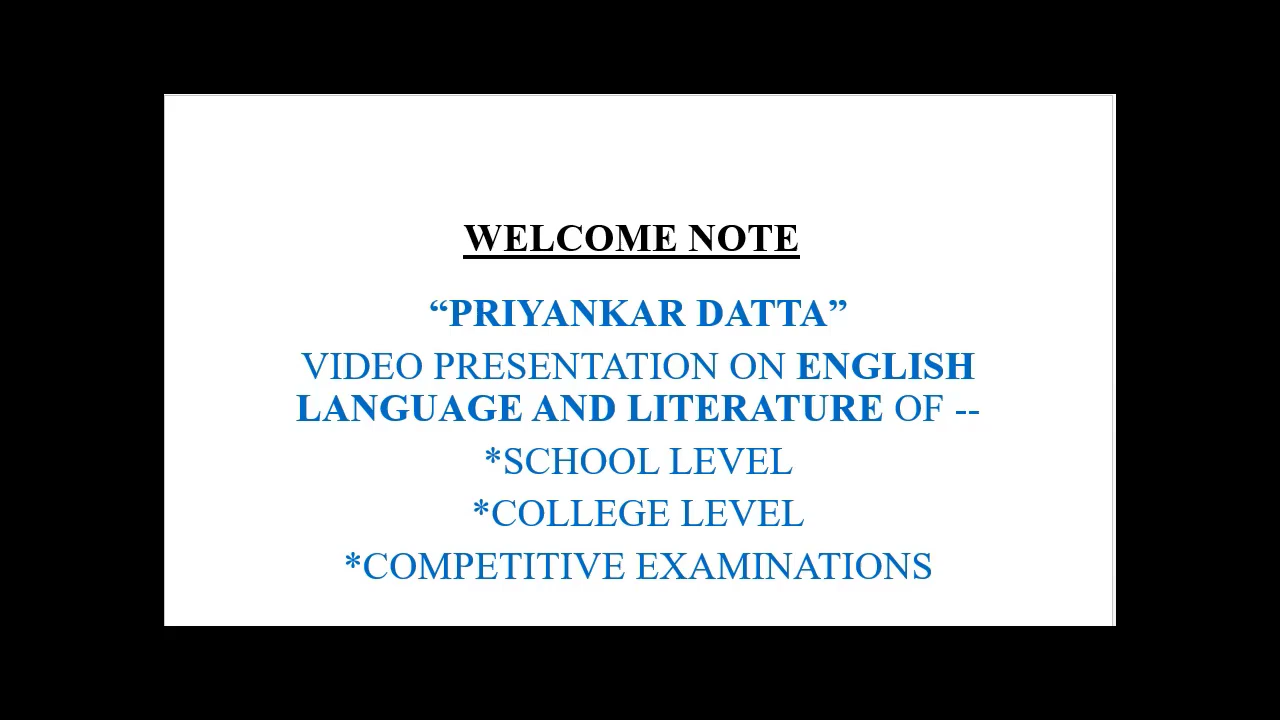 WELCOME NOTE
“PRIYANKAR DATTA”
VIDEO PRESENTATION ON ENGLISH
LANGUAGE AND LITERATURE OF --
*SCHOOL LEVEL
*COLLEGE LEVEL
*COMPETITIVE EXAMINATIONS